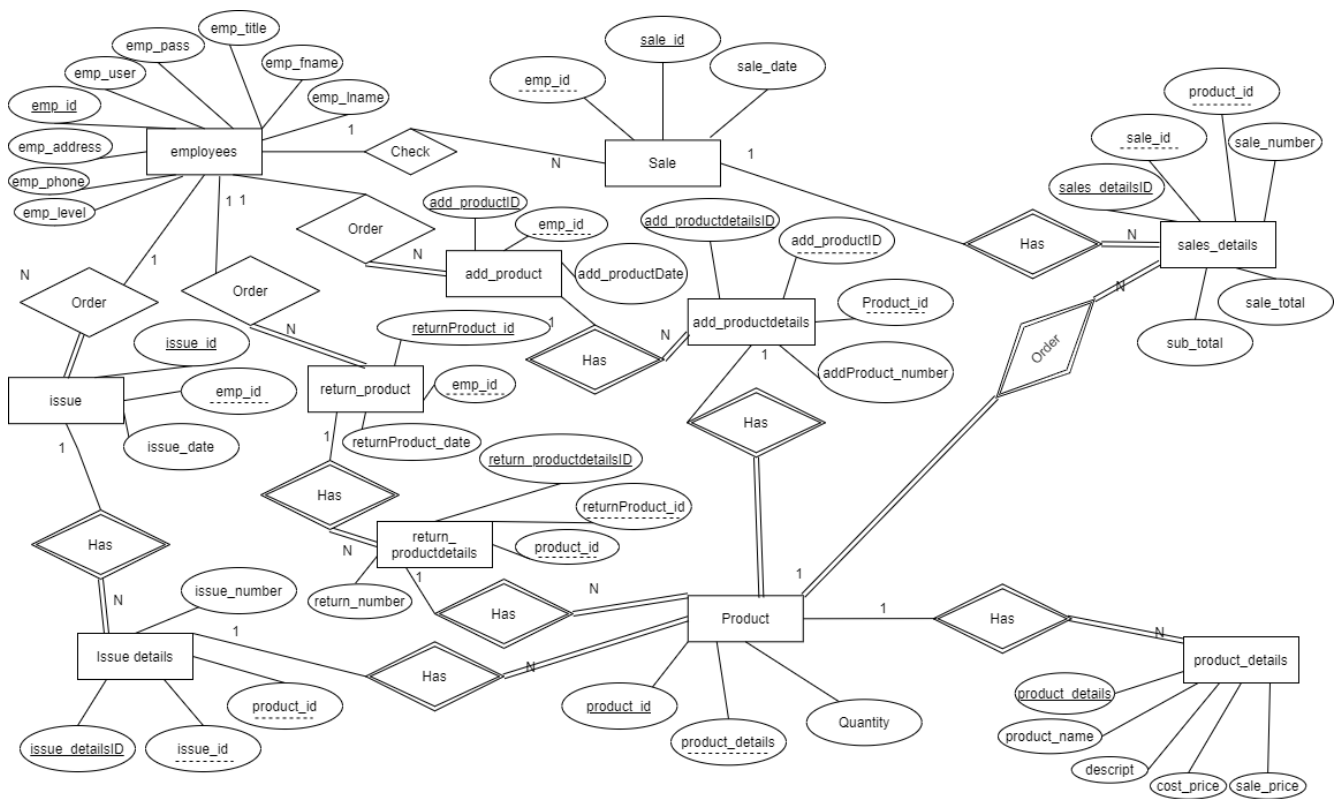 emp_title
emp_pass
emp_user
emp_fname
emp_id
emp_lname
emp_address
emp_phone
emp_level
employees
1
Check
N
sale_id
emp_id
sale_date
Sale
1
product_id
sale_id
sale_number
sales_detailsID
sales_details
Has
N
N
sale_total
sub_total
Order
1
1
1
N
Order
1
Order
N
add_productID
emp_id
add_product
add_productDate
1
Has
N
add_productdetailsID
add_productID
Product_id
add_productdetails
addProduct_number
1
Has
Order
N
returnProduct_id
return_product
emp_id
returnProduct_date
1
issue_id
issue
emp_id
issue_date
1
Has
return_productdetailsID
returnProduct_id
return_
productdetails
product_id
N
return_number
1
Has
N
Has
N
issue_number
Issue details
1
product_id
issue_detailsID
issue_id
Has
N
Product
1
product_id
product_details
Quantity
1
Has
N
product_details
product_details
product_name
descript
cost_price
sale_price